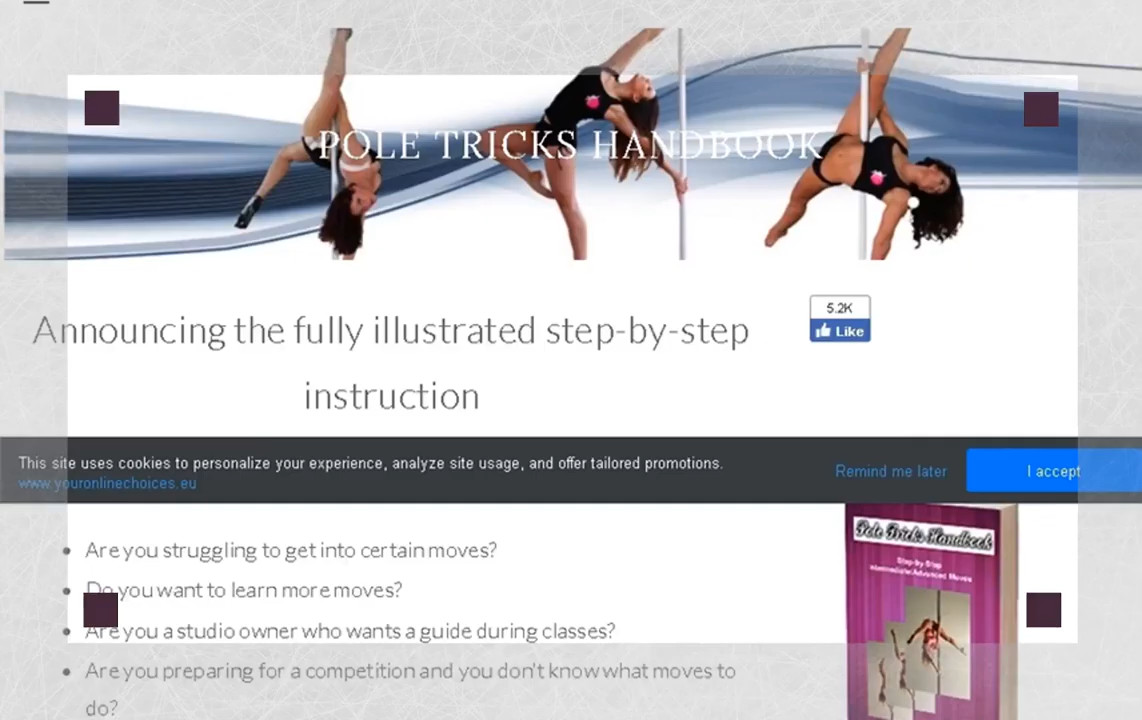 POLE TRICKS HANDBOOK
Announcing the fully illustrated step-by-step
instruction
5.2K
Like
This site uses cookies to personalize your experience, analyze site usage, and offer tailored promotions.
www.youronlinechoices.eu
Remind me later
I accept
Are you struggling to get into certain moves?
Do you want to learn more moves?
Are you a studio owner who wants a guide during classes?
Are you preparing for a competition and you don't know what moves to
do?
Pole Tricks Handbook
Step-by-Step
Intermediate/Advanced Moves